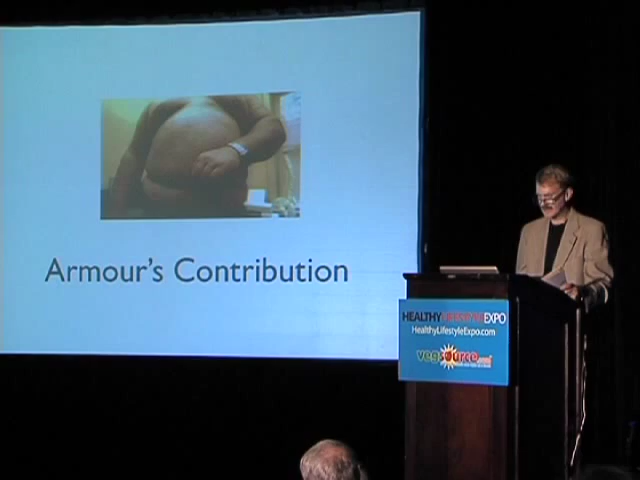 Armour's Contribution
HEALTHY LIFESTYLE EXPO
HealthyLifestyleExpo.com
vegsource